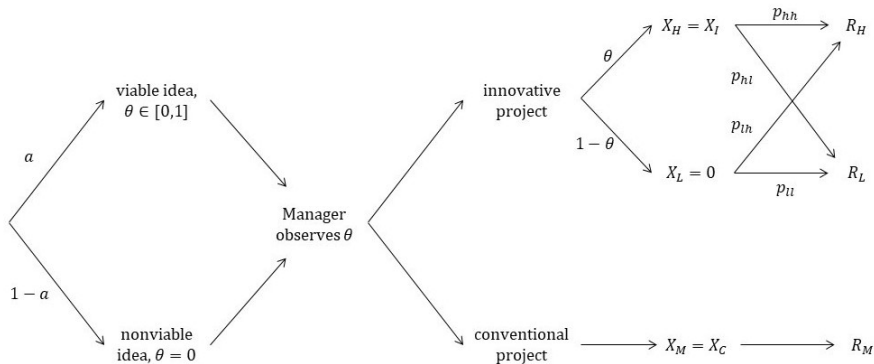 viable idea,
θ ∈ [0,1]
a
1 − a
nonviable
idea, θ = 0
Manager
observes θ
innovative
project
conventional
project
θ
1 − θ
X_H = X_I
X_L = 0
p_hh
p_hl
p_lh
p_ll
R_H
R_L
X_M = X_C
R_M